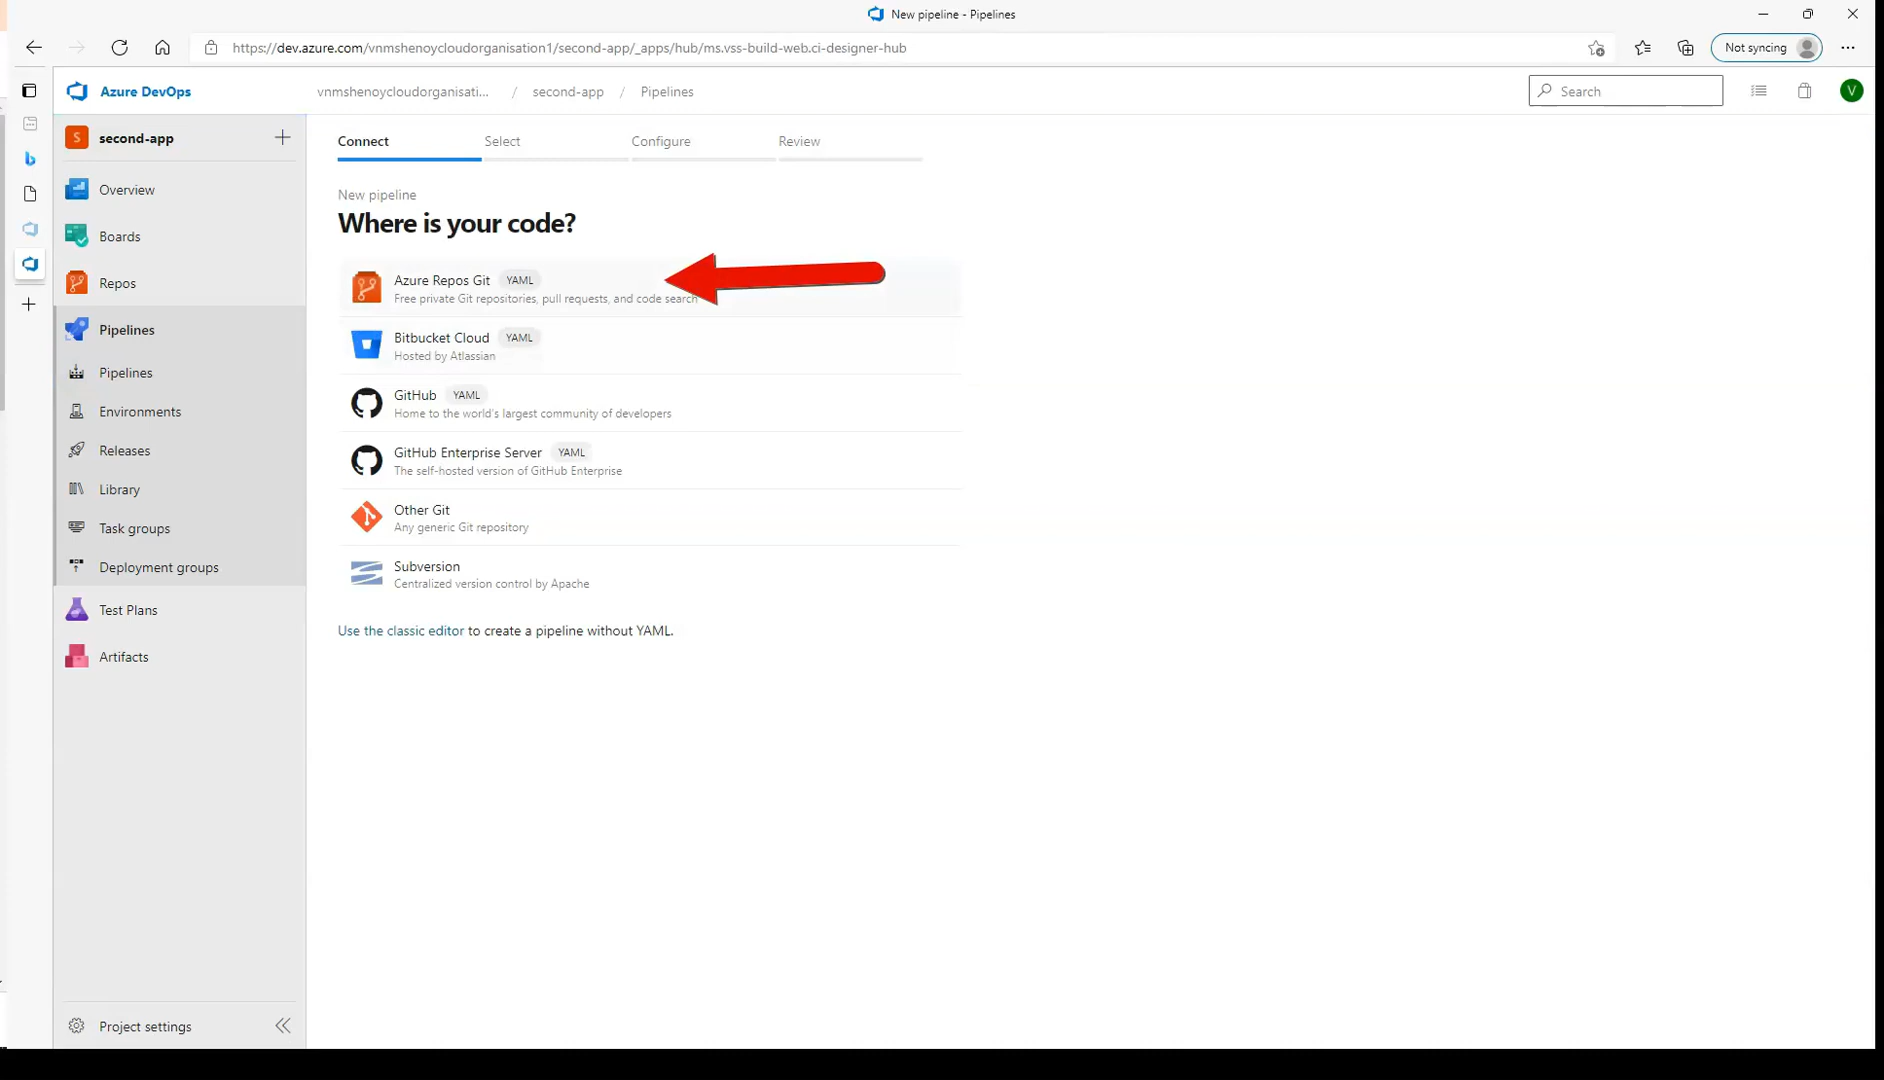 New pipeline - Pipelines
https://dev.azure.com/vnmshenoycloudorganisation1/second-app/_apps/hub/ms.vss-build-web.ci-designer-hub
Not syncing
Azure DevOps
vnmshenoycloudorganisati... / second-app / Pipelines
Search
V
S second-app
Overview
Boards
Repos
Pipelines
Pipelines
Environments
Releases
Library
Task groups
Deployment groups
Test Plans
Artifacts
Project settings
Connect Select Configure Review
New pipeline
Where is your code?
Azure Repos Git YAML
Free private Git repositories, pull requests, and code search
Bitbucket Cloud YAML
Hosted by Atlassian
GitHub YAML
Home to the world's largest community of developers
GitHub Enterprise Server YAML
The self-hosted version of GitHub Enterprise
Other Git
Any generic Git repository
Subversion
Centralized version control by Apache
Use the classic editor to create a pipeline without YAML.